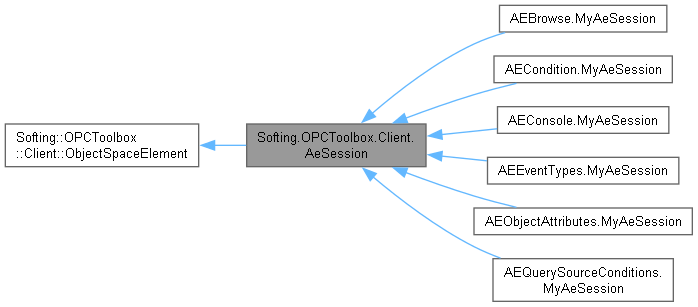 AEBrowse.MyAeSession
AECondition.MyAeSession
Softing::OPCToolbox
::Client::ObjectSpaceElement
Softing.OPCToolbox.Client.
AeSession
AEConsole.MyAeSession
AEEventTypes.MyAeSession
AEObjectAttributes.MyAeSession
AEQuerySourceConditions.
MyAeSession